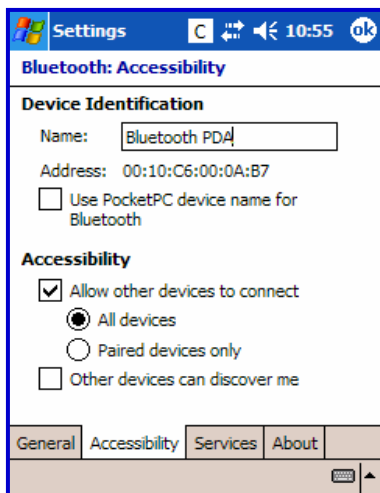 Settings C 10:55 ok
Bluetooth: Accessibility
Device Identification
Name: Bluetooth PDA
Address: 00:10:C6:00:0A:B7
Use PocketPC device name for
Bluetooth
Accessibility
Allow other devices to connect
All devices
Paired devices only
Other devices can discover me
General Accessibility Services About